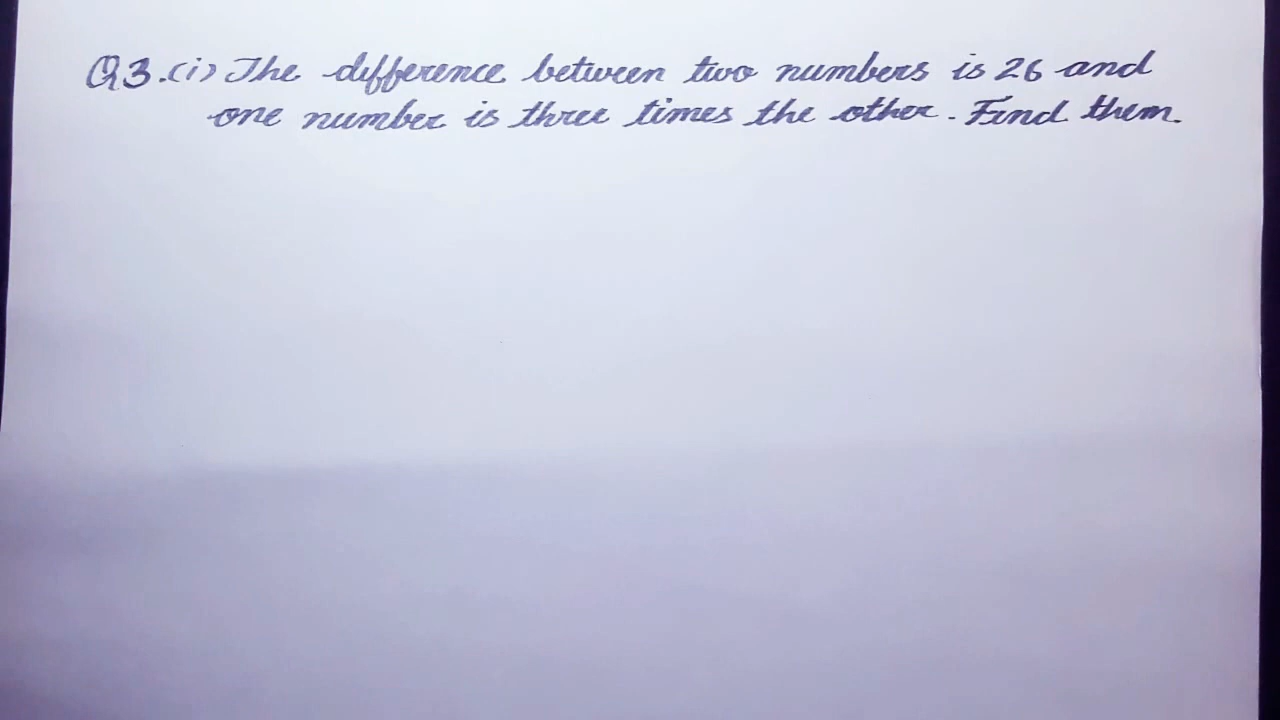 Q3.(i) The difference between two numbers is 26 and
one number is three times the other. Find them.